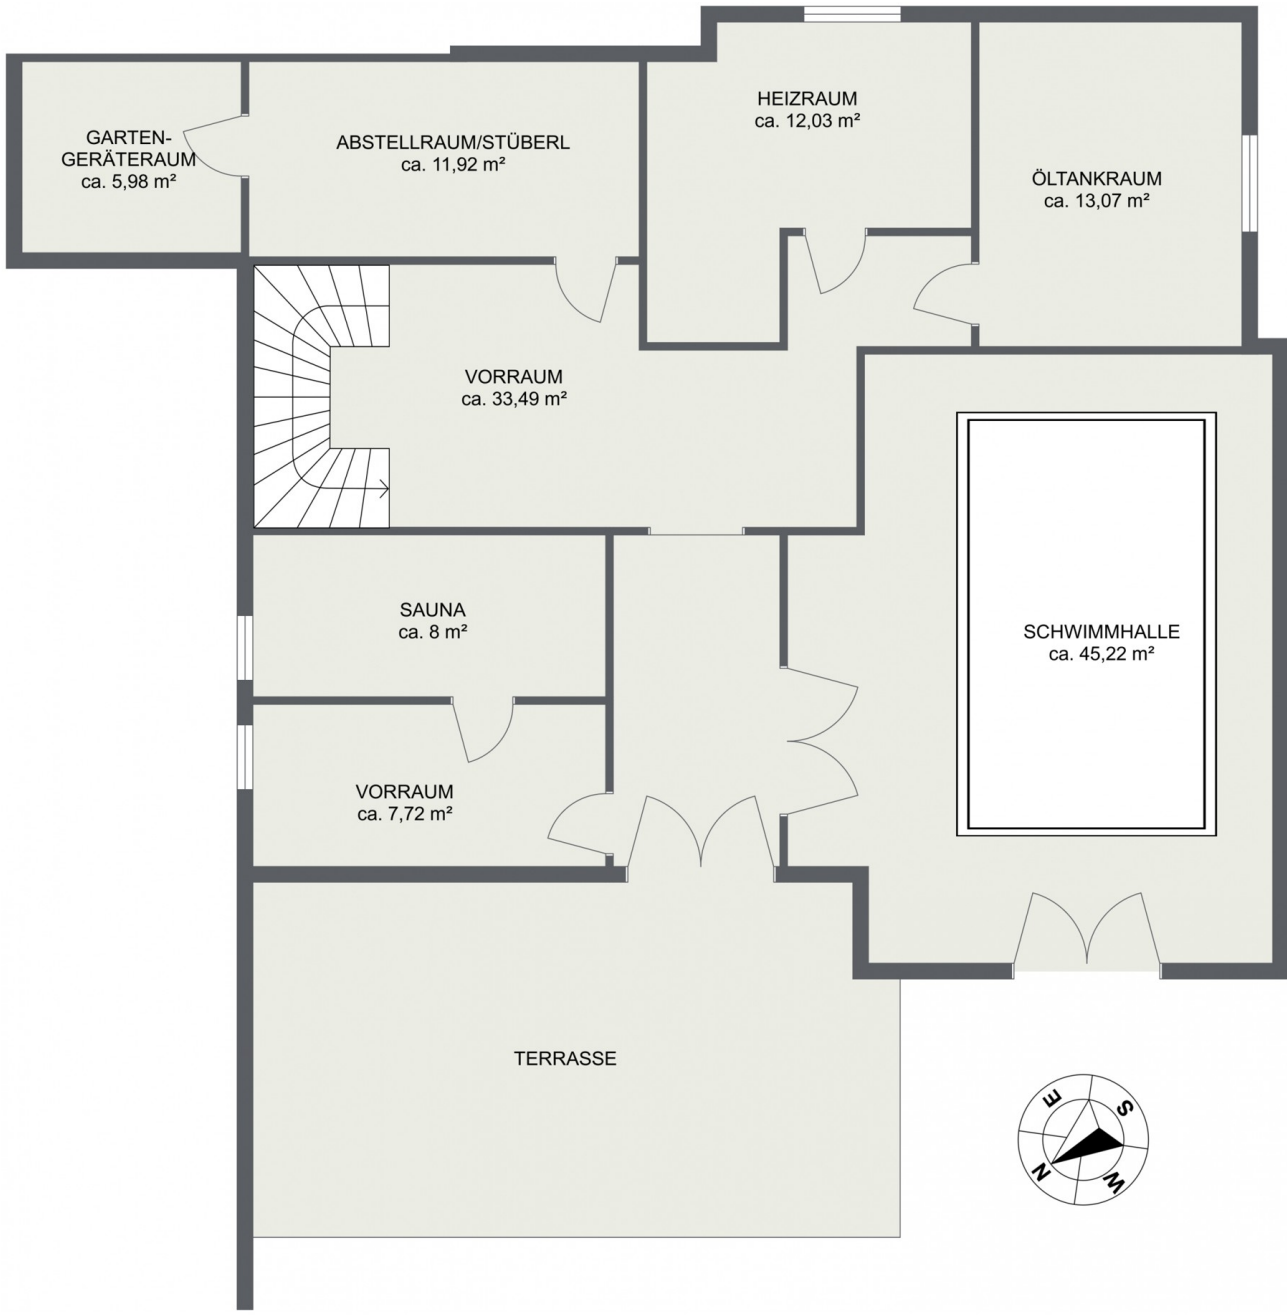 HEIZRAUM
ca. 12,03 m²
GARTEN-
GERÄTERAUM
ca. 5,98 m²
ABSTELLRAUM/STÜBERL
ca. 11,92 m²
ÖLTANKRAUM
ca. 13,07 m²
VORRAUM
ca. 33,49 m²
SAUNA
ca. 8 m²
SCHWIMMHALLE
ca. 45,22 m²
VORRAUM
ca. 7,72 m²
TERRASSE
E
S
N
W